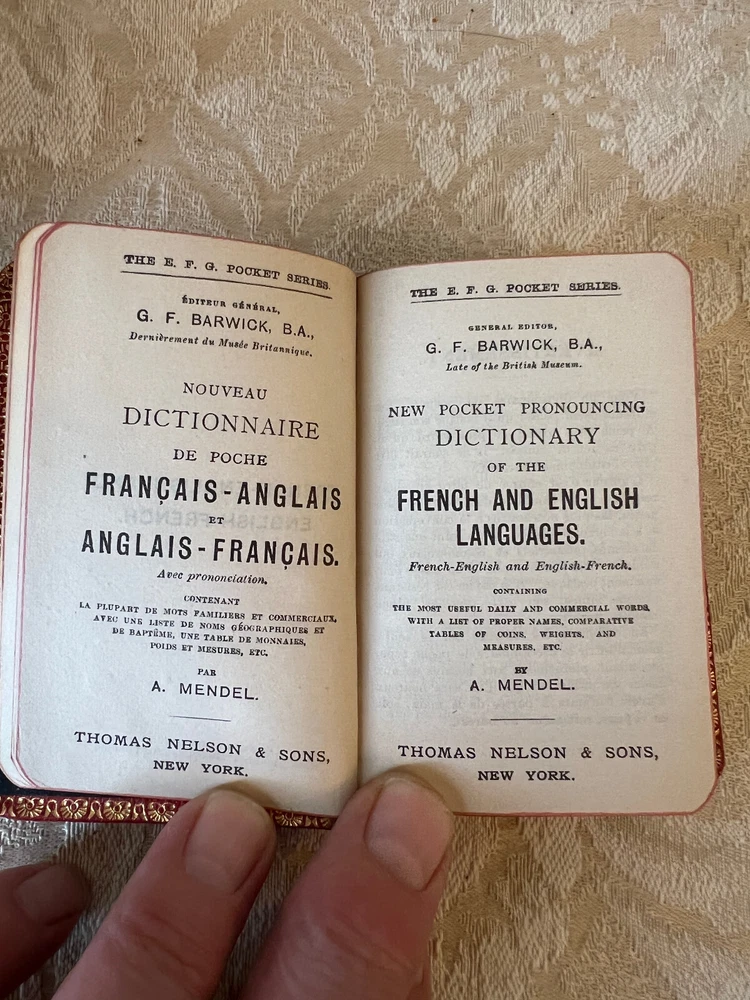 THE E. F. G. POCKET SERIES.
ÉDITEUR GÉNÉRAL,
G. F. BARWICK, B.A.,
Dernièrement du Musée Britannique.
NOUVEAU
DICTIONNAIRE
DE POCHE
FRANÇAIS-ANGLAIS
ET
ANGLAIS-FRANÇAIS.
Avec prononciation.
CONTENANT
LA PLUPART DE MOTS FAMILIERS ET COMMERCIAUX,
AVEC UNE LISTE DE NOMS GÉOGRAPHIQUES ET
DE BAPTÊME, UNE TABLE DE MONNAIES,
POIDS ET MESURES, ETC.
PAR
A. MENDEL.
THOMAS NELSON & SONS,
NEW YORK.
THE E. F. G. POCKET SERIES.
GENERAL EDITOR,
G. F. BARWICK, B.A.,
Late of the British Museum.
NEW POCKET PRONOUNCING
DICTIONARY
OF THE
FRENCH AND ENGLISH
LANGUAGES.
French-English and English-French.
CONTAINING
THE MOST USEFUL DAILY AND COMMERCIAL WORDS,
WITH A LIST OF PROPER NAMES, COMPARATIVE
TABLES OF COINS, WEIGHTS, AND
MEASURES, ETC.
BY
A. MENDEL.
THOMAS NELSON & SONS,
NEW YORK.